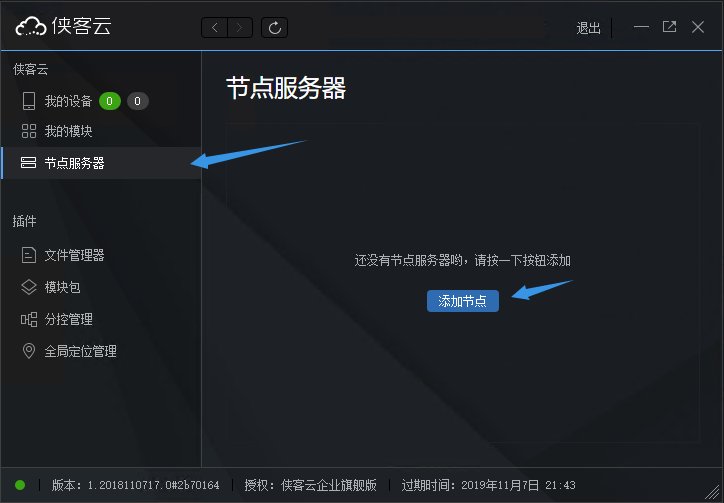 侠客云
退出
侠客云
我的设备 0 0
我的模块
节点服务器
插件
文件管理器
模块包
分控管理
全局定位管理
节点服务器
还没有节点服务器哟，请按一下按钮添加
添加节点
版本：1.2018110717.0#2b70164 授权：侠客云企业旗舰版 过期时间：2019年11月7日 21:43